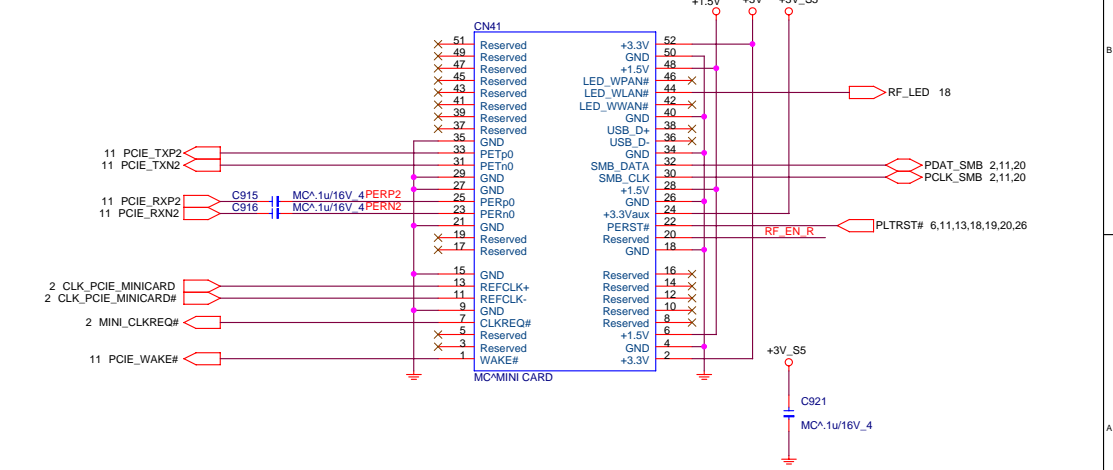 +1.5V +3V +3V_S5
CN41
B
51 Reserved +3.3V 52
49 Reserved GND 50
47 Reserved +1.5V 48
45 Reserved LED_WPAN# 46
43 Reserved LED_WLAN# 44 RF_LED 18
41 Reserved LED_WWAN# 42
39 Reserved GND 40
37 Reserved USB_D+ 38
35 GND USB_D- 36
11 PCIE_TXP2 33 PETp0 GND 34
11 PCIE_TXN2 31 PETn0 SMB_DATA 32 PDAT_SMB 2,11,20
29 GND SMB_CLK 30 PCLK_SMB 2,11,20
27 GND +1.5V 28
11 PCIE_RXP2 C915 MC^.1u/16V_4 PERP2 25 PERp0 GND 26
11 PCIE_RXN2 C916 MC^.1u/16V_4 PERN2 23 PERn0 +3.3Vaux 24
21 GND PERST# 22 PLTRST# 6,11,13,18,19,20,26
19 Reserved Reserved 20 RF_EN_R
17 Reserved GND 18
15 GND Reserved 16
2 CLK_PCIE_MINICARD 13 REFCLK+ Reserved 14
2 CLK_PCIE_MINICARD# 11 REFCLK- Reserved 12
9 GND Reserved 10
2 MINI_CLKREQ# 7 CLKREQ# Reserved 8
5 Reserved +1.5V 6
3 Reserved GND 4
11 PCIE_WAKE# 1 WAKE# +3.3V 2
MC^MINI CARD
+3V_S5
C921
MC^.1u/16V_4
A